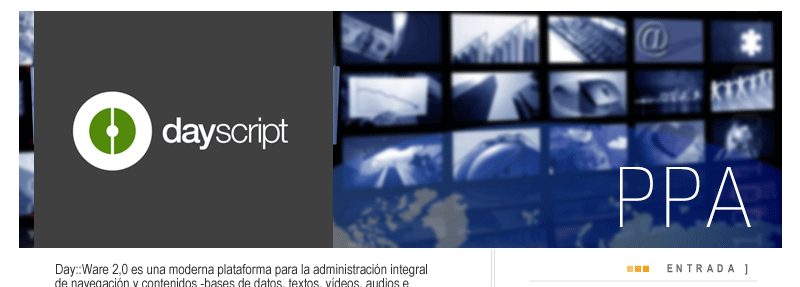 dayscript
@
PPA
Day::Ware 2,0 es una moderna plataforma para la administración integral
de navegación y contenidos -bases de datos, textos, vídeos, audios e
ENTRADA ]